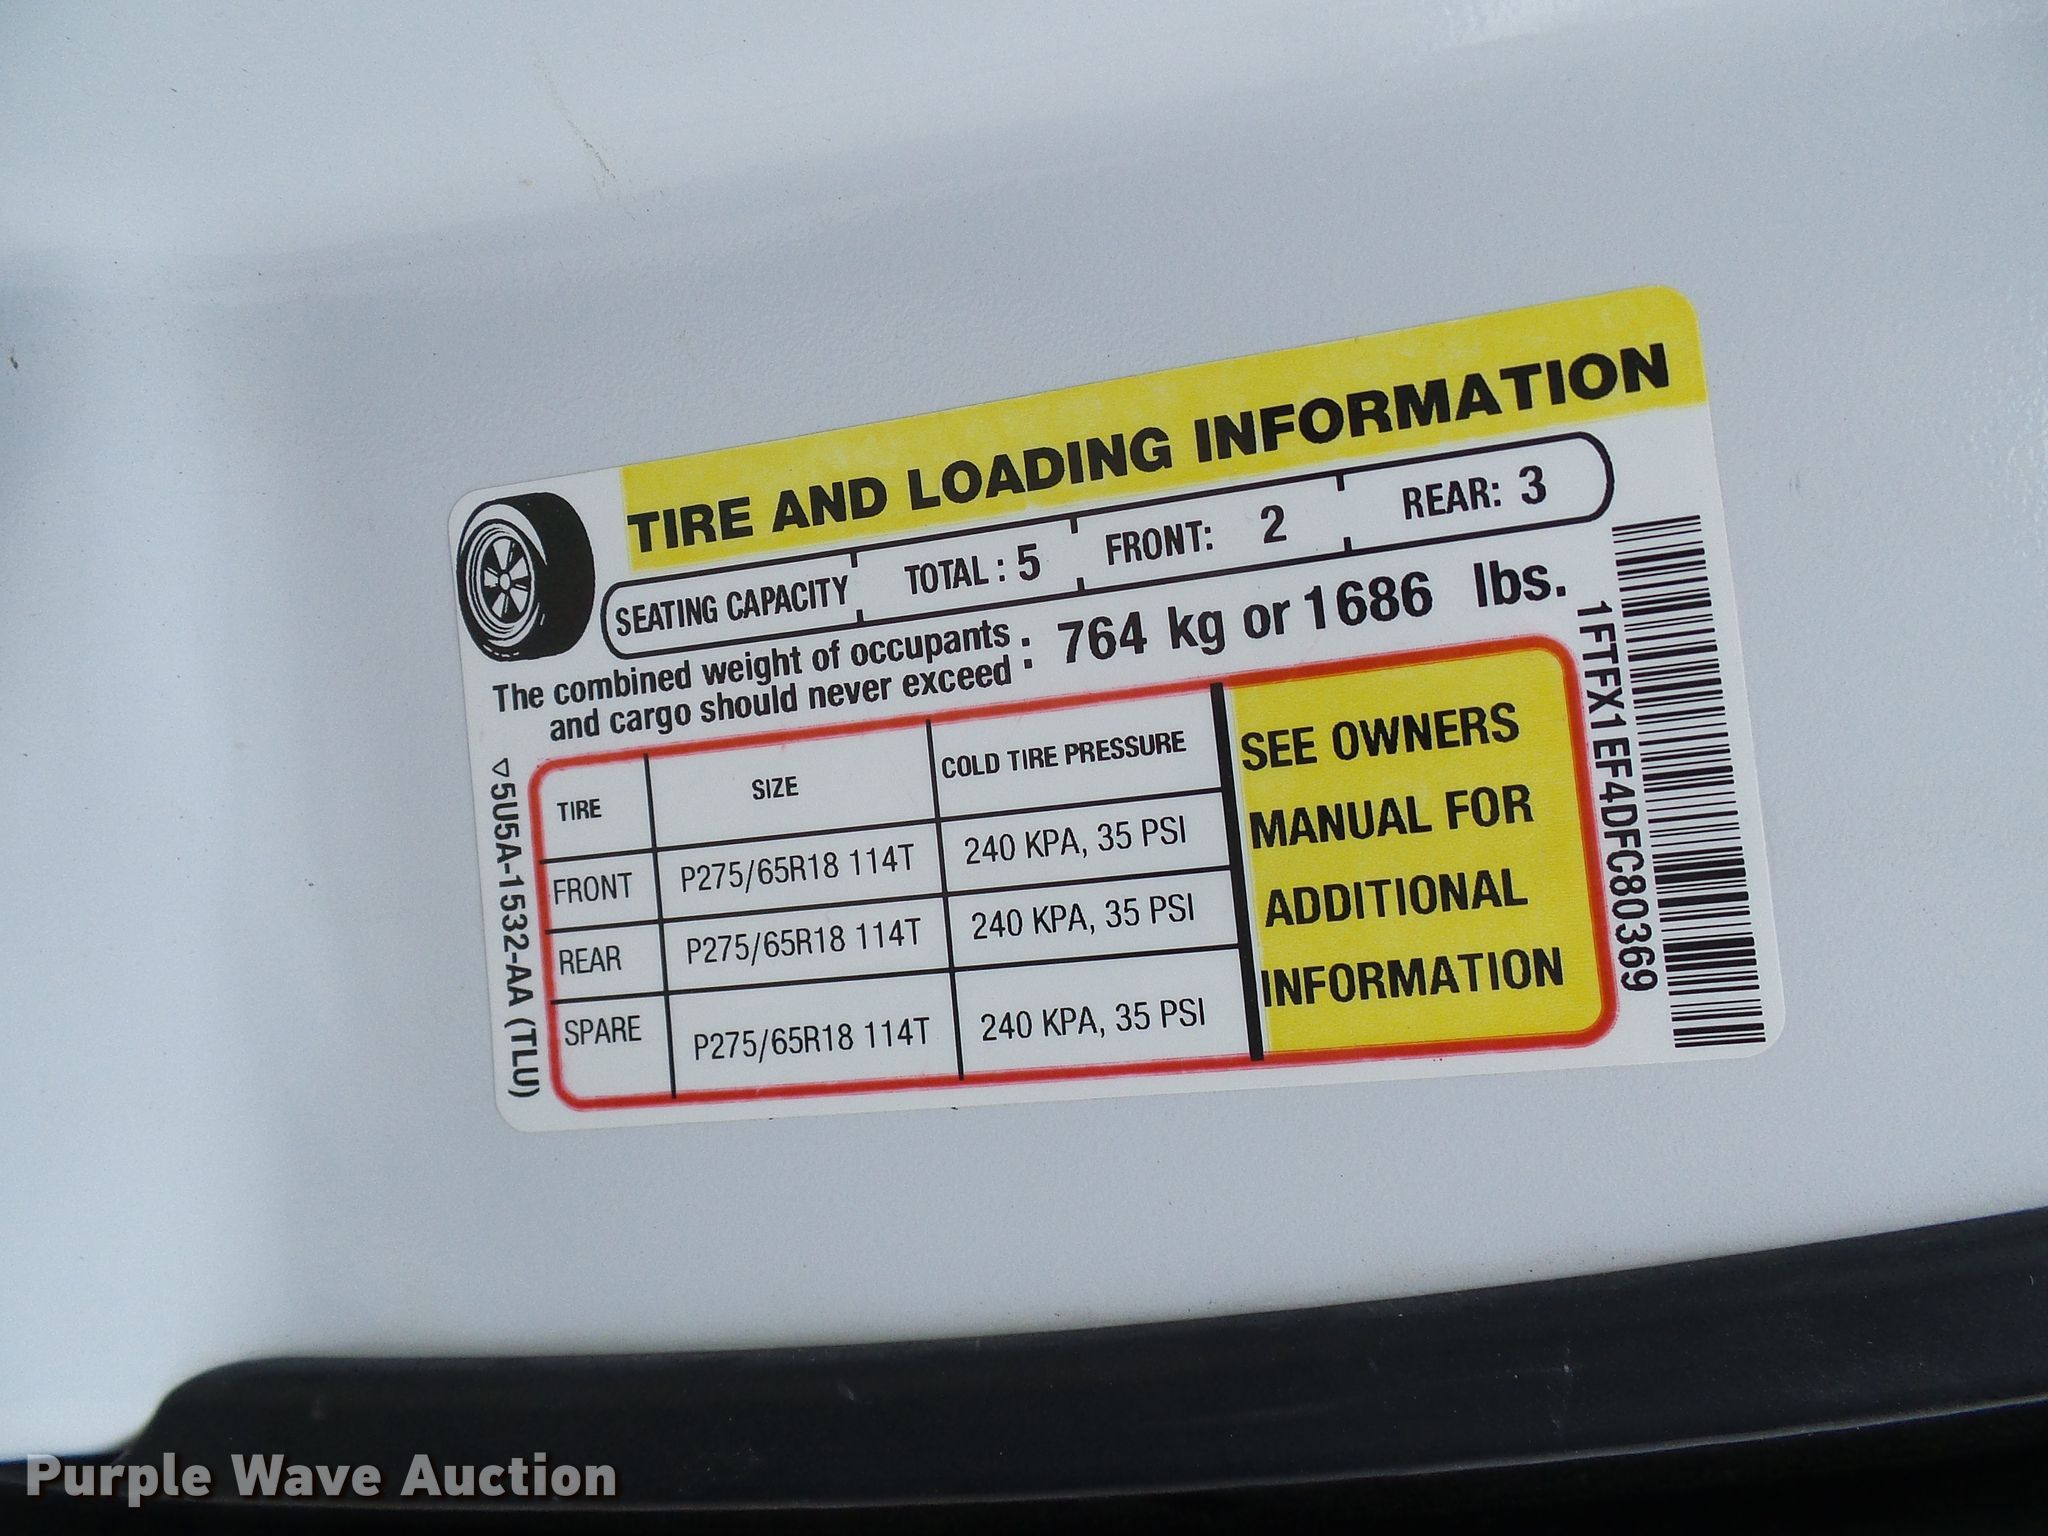 TIRE AND LOADING INFORMATION
SEATING CAPACITY TOTAL : 5 FRONT: 2 REAR: 3
The combined weight of occupants
and cargo should never exceed : 764 kg or 1686 lbs.
TIRE SIZE COLD TIRE PRESSURE
FRONT P275/65R18 114T 240 KPA, 35 PSI
REAR P275/65R18 114T 240 KPA, 35 PSI
SPARE P275/65R18 114T 240 KPA, 35 PSI
SEE OWNERS
MANUAL FOR
ADDITIONAL
INFORMATION
5U5A-1532-AA (TLU)
1FTFX1EF4DFC80369
Purple Wave Auction